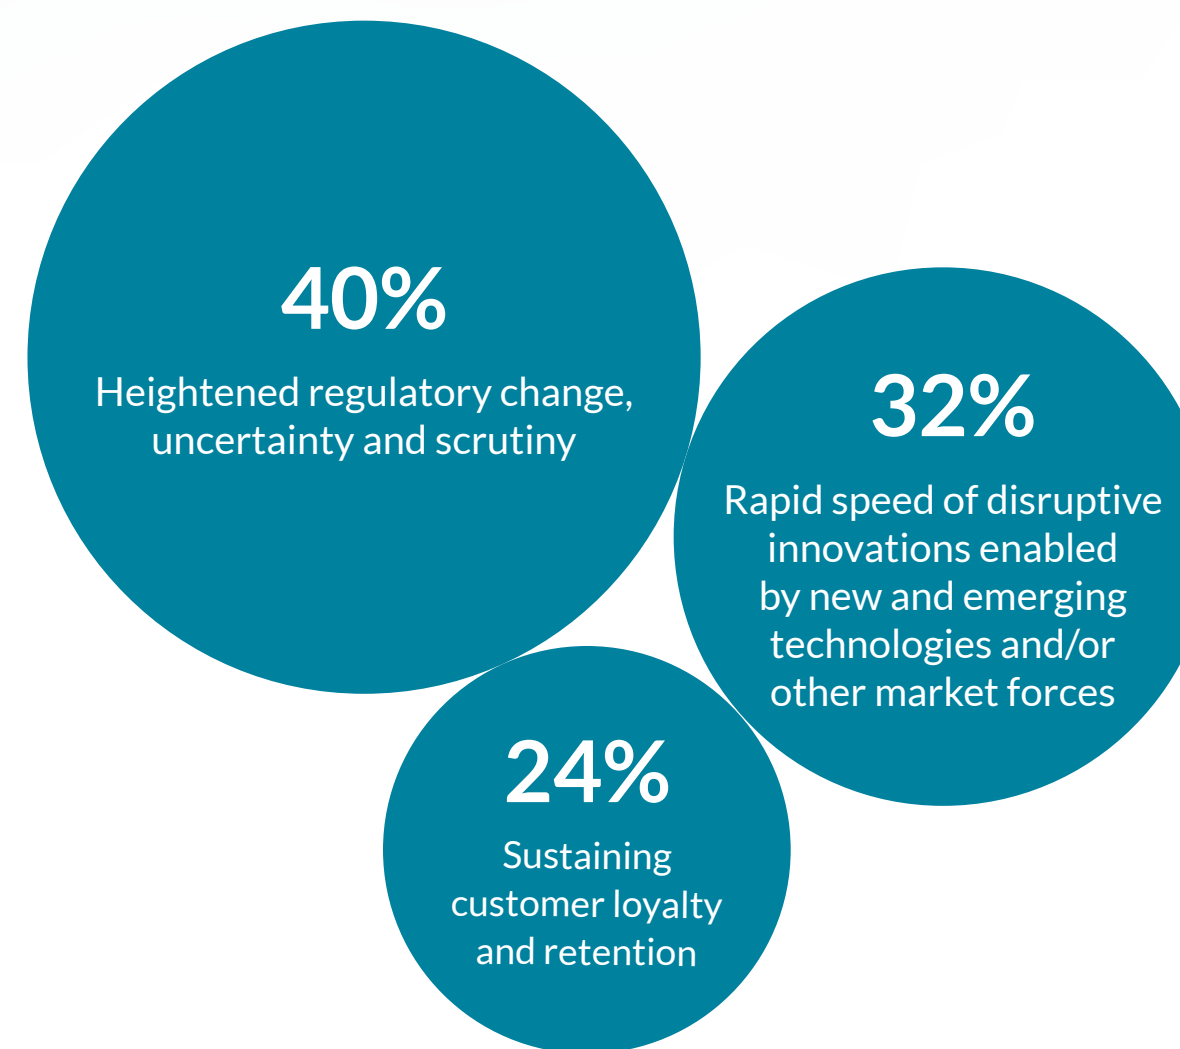 40%
Heightened regulatory change,
uncertainty and scrutiny
32%
Rapid speed of disruptive
innovations enabled
by new and emerging
technologies and/or
other market forces
24%
Sustaining
customer loyalty
and retention